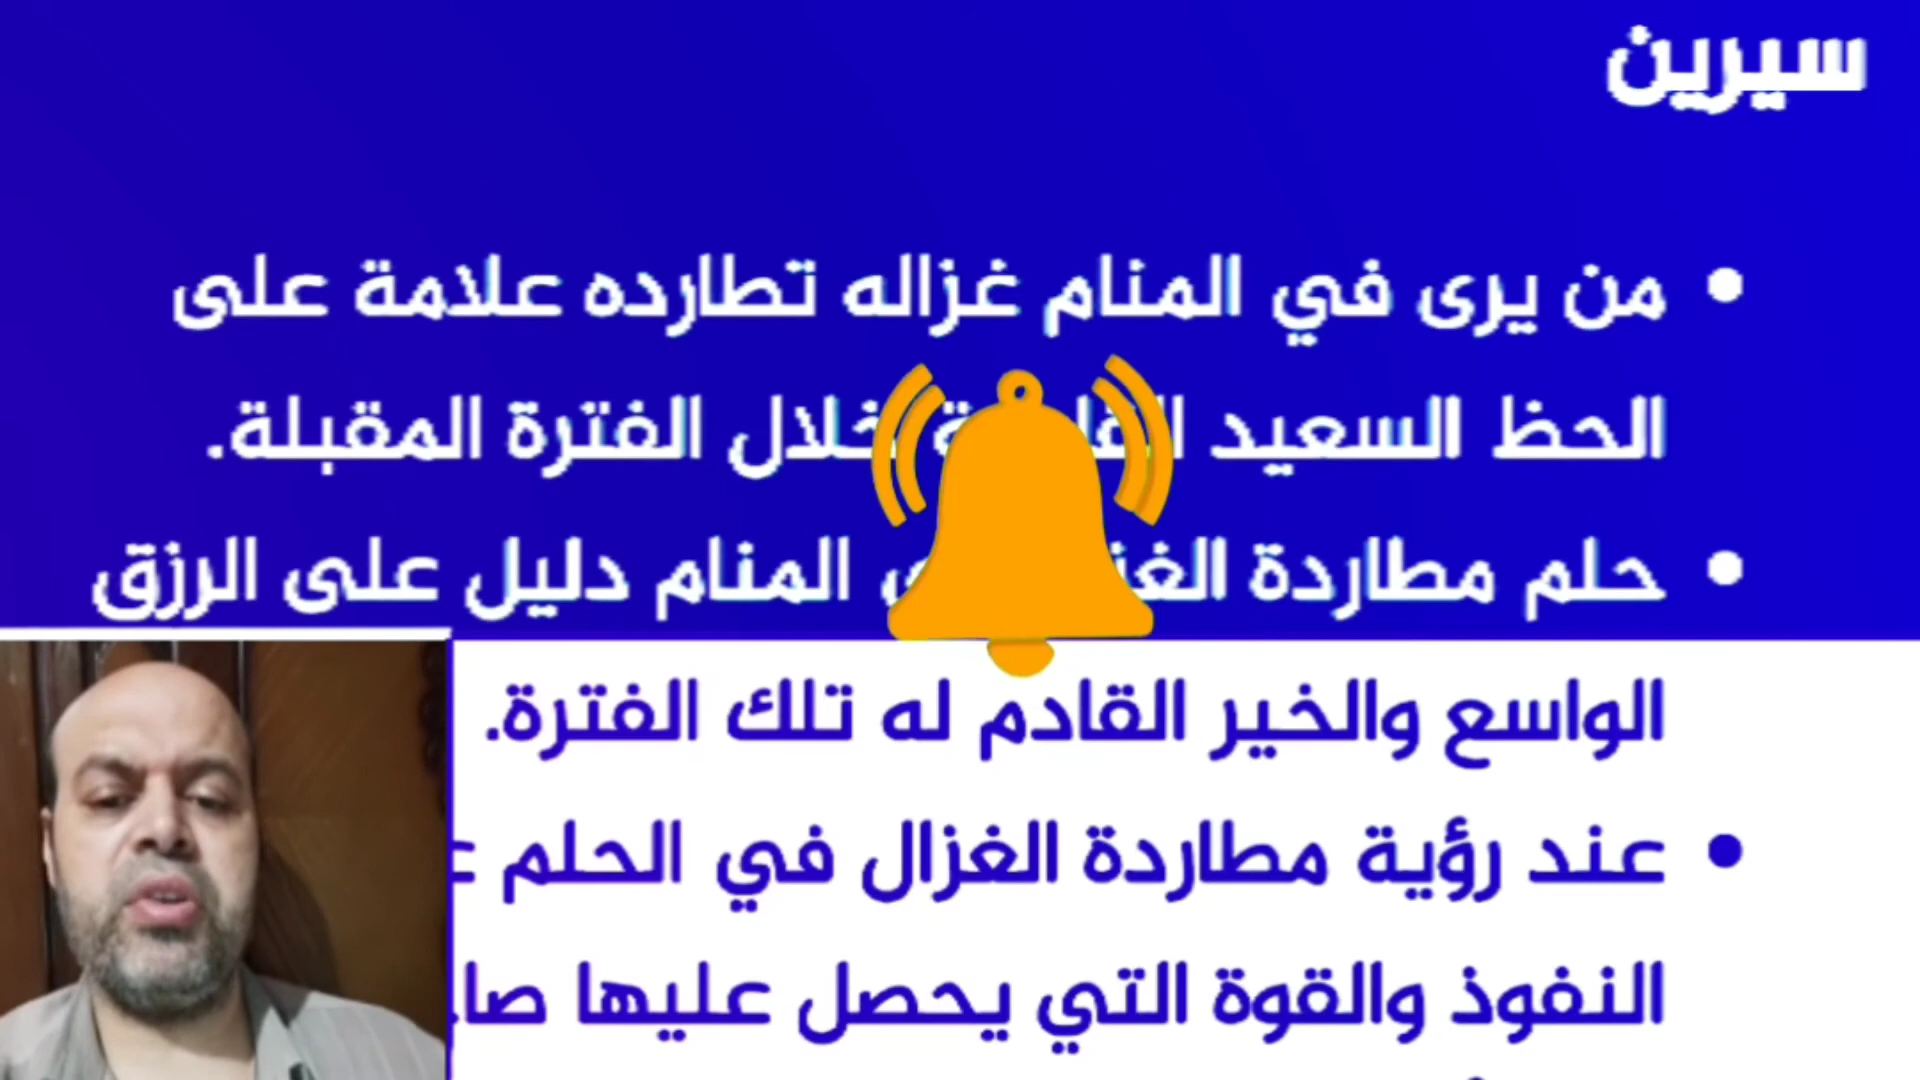 سيرين
• من يرى في المنام غزاله تطارده علامة على
الحظ السعيد خلال الفترة المقبلة.
• حلم مطاردة المنام دليل على الرزق
الواسع والخير القادم له تلك الفترة.
• عند رؤية مطاردة الغزال في الحلم
النفوذ والقوة التي يحصل عليها